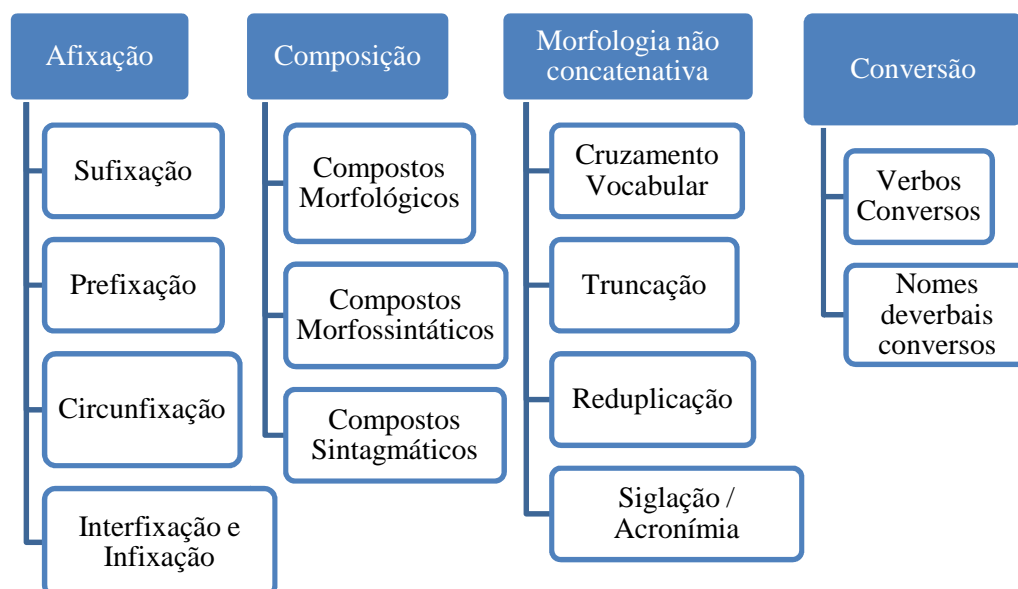 Afixação
Sufixação
Prefixação
Circunfixação
Interfixação e
Infixação
Composição
Compostos
Morfológicos
Compostos
Morfossintáticos
Compostos
Sintagmáticos
Morfologia não
concatenativa
Cruzamento
Vocabular
Truncação
Reduplicação
Siglação /
Acronímia
Conversão
Verbos
Conversos
Nomes
deverbais
conversos